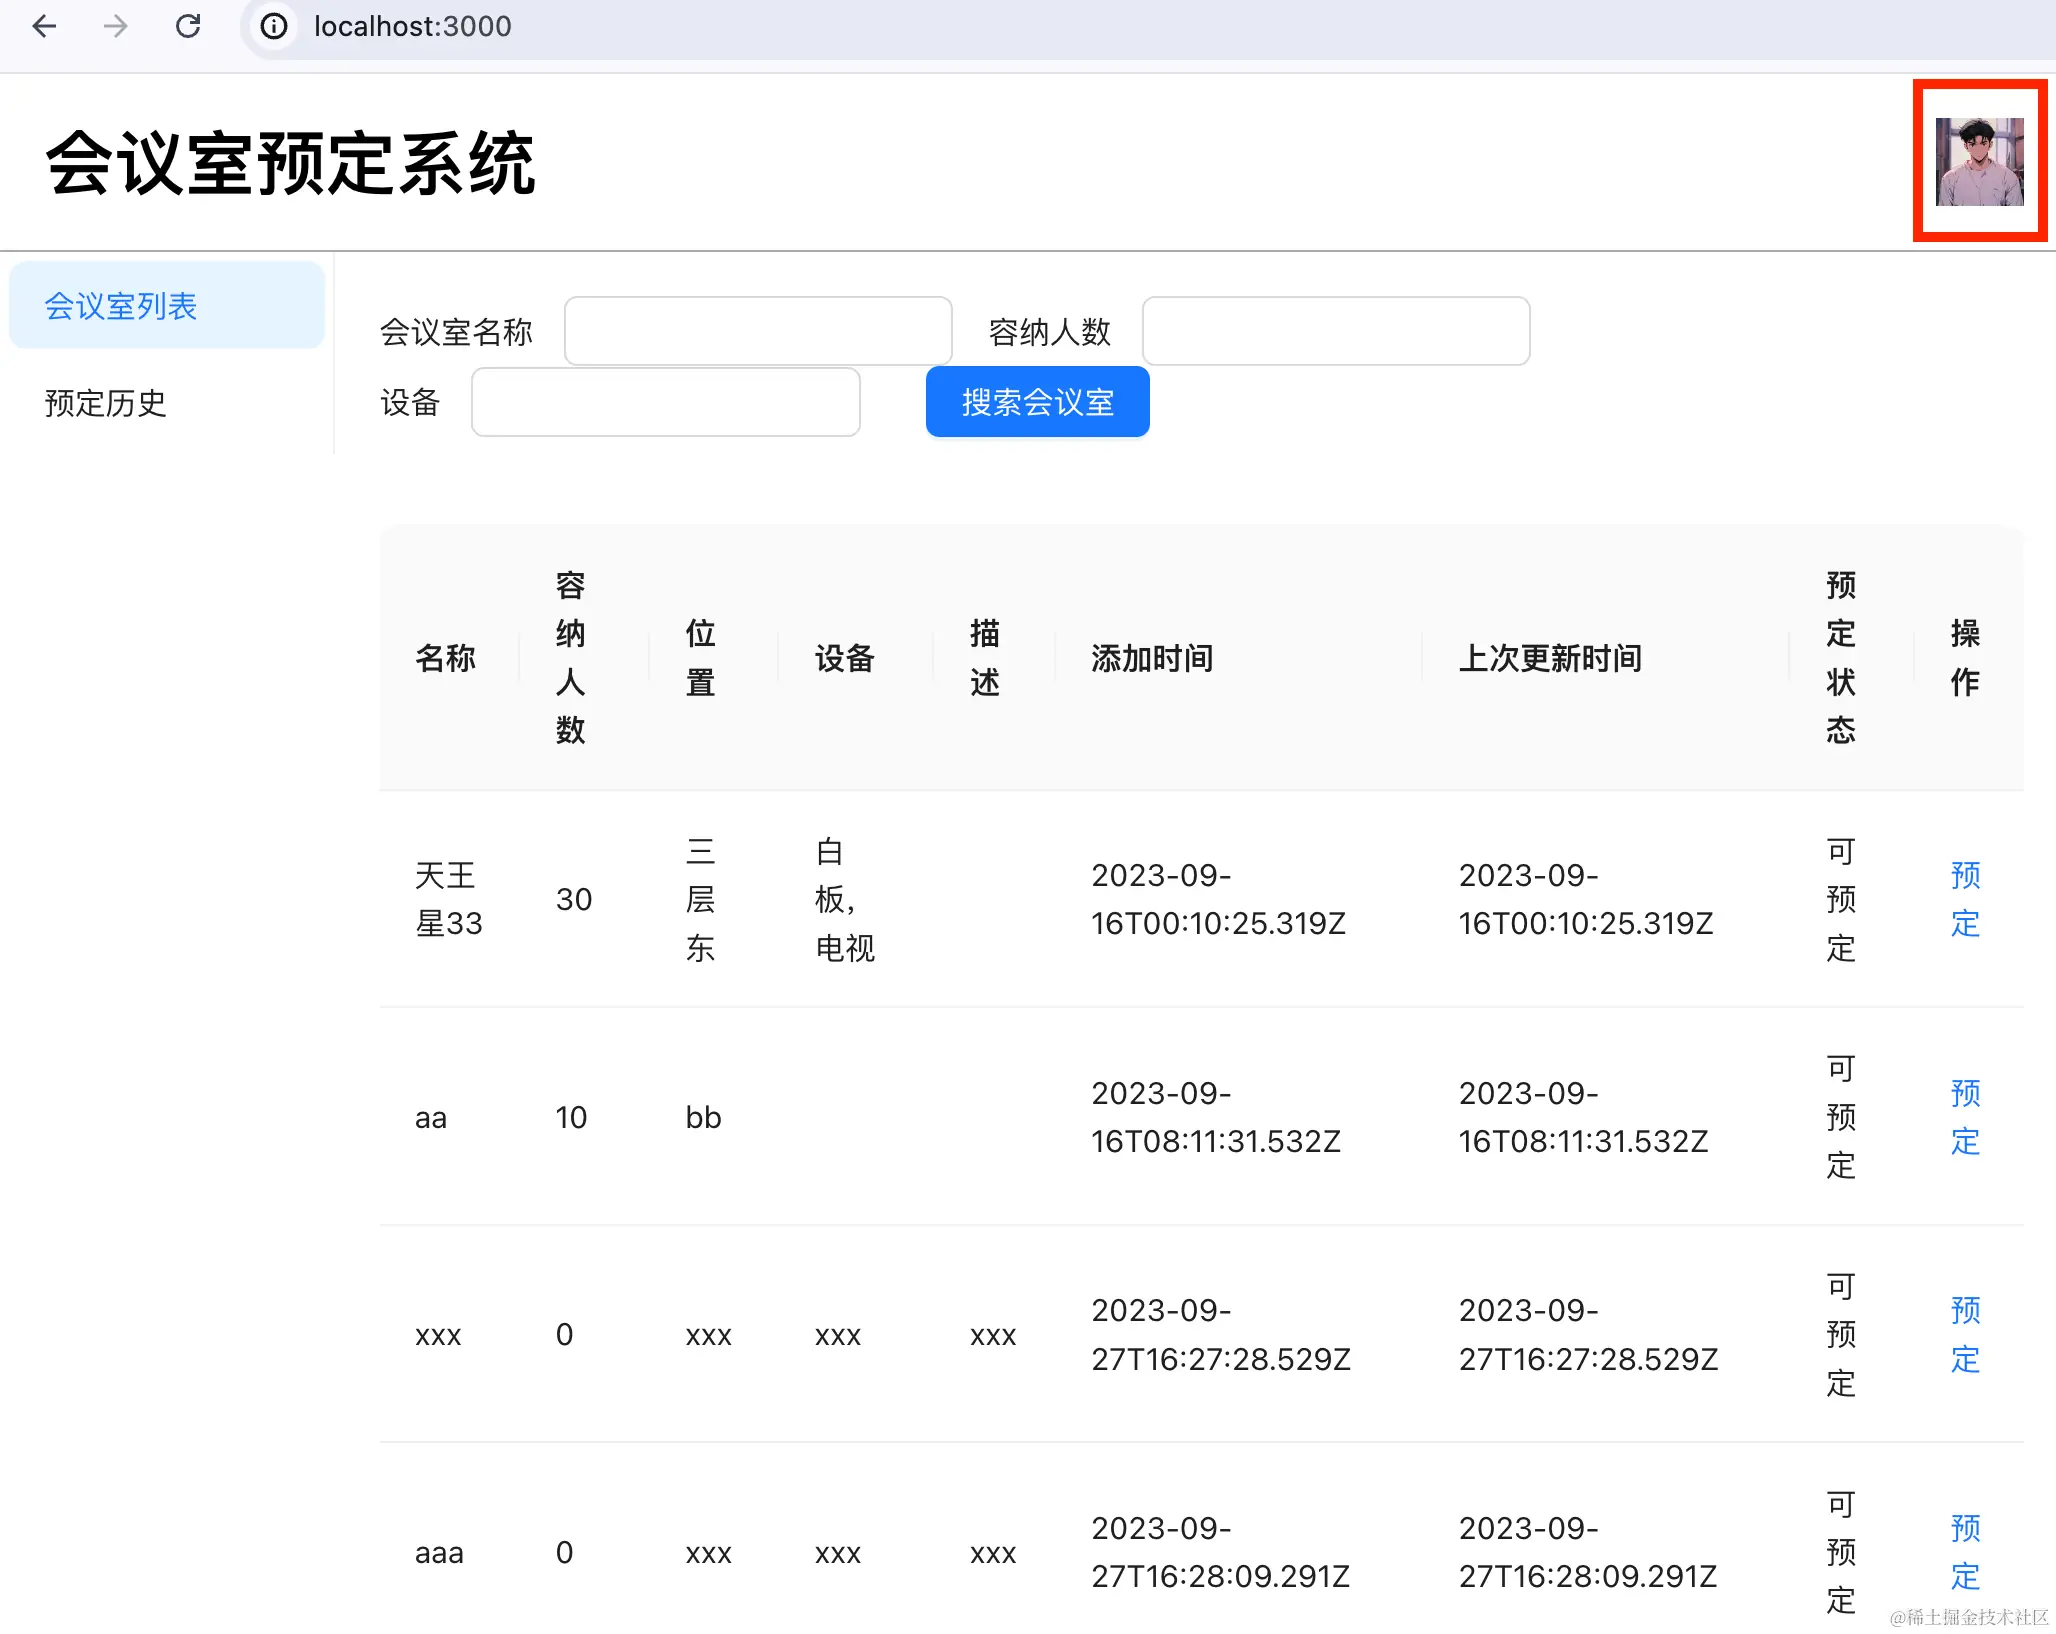 localhost:3000
会议室预定系统
会议室列表
预定历史
会议室名称
容纳人数
设备
搜索会议室
名称
容
纳
人
数
位
置
设备
描
述
添加时间
上次更新时间
预
定
状
态
操
作
天王
星33
30
三
层
东
白
板，
电视
2023-09-
16T00:10:25.319Z
2023-09-
16T00:10:25.319Z
可
预
定
预
定
aa
10
bb
2023-09-
16T08:11:31.532Z
2023-09-
16T08:11:31.532Z
可
预
定
预
定
xxx
0
xxx
xxx
xxx
2023-09-
27T16:27:28.529Z
2023-09-
27T16:27:28.529Z
可
预
定
预
定
aaa
0
xxx
xxx
xxx
2023-09-
27T16:28:09.291Z
2023-09-
27T16:28:09.291Z
可
预
定
预
定
@稀土掘金技术社区